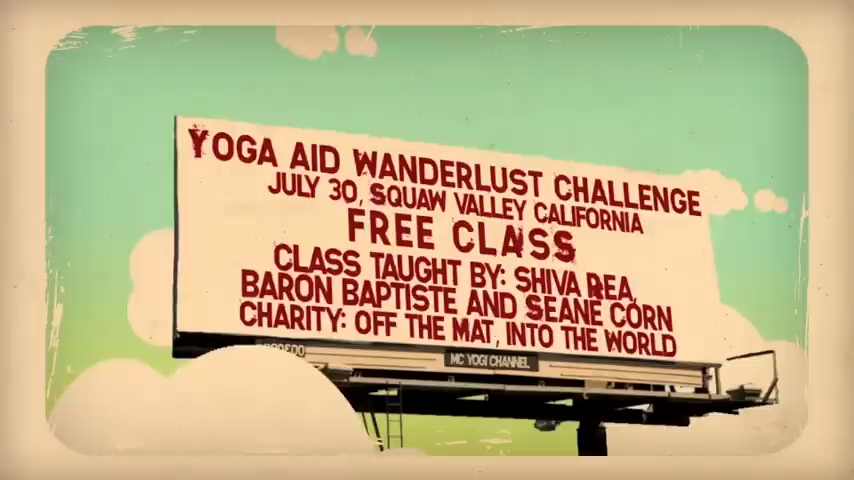 YOGA AID WANDERLUST CHALLENGE
JULY 30, SQUAW VALLEY CALIFORNIA
FREE CLASS
CLASS TAUGHT BY: SHIVA REA,
BARON BAPTISTE AND SEANE CORN
CHARITY: OFF THE MAT, INTO THE WORLD
MC YOGI CHANNEL